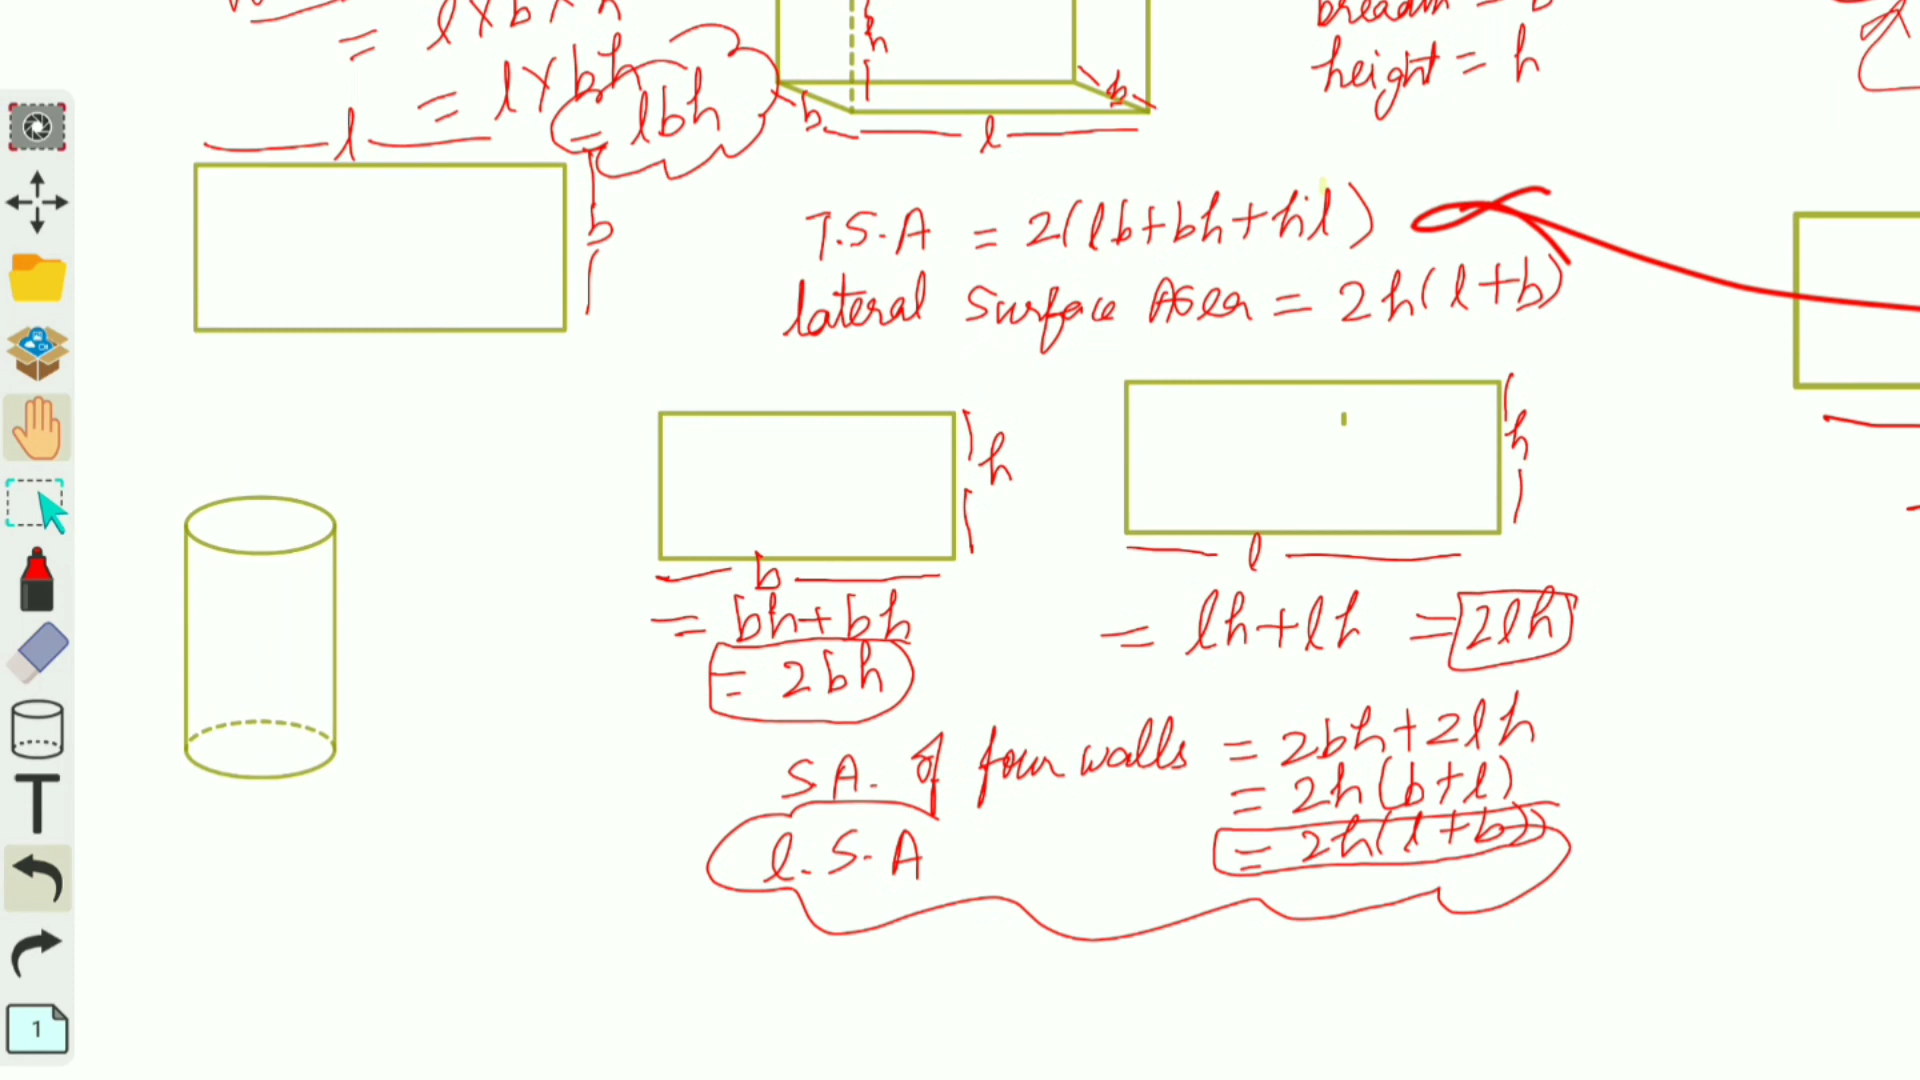 = l×b×h
= l×bh
= lbh
l
b
h
b
b
l
breadth = b
height = h
T.S.A = 2(lb+bh+hl)
lateral Surface Area = 2h(l+b)
h
b
= bh+bh
= 2bh
h
l
= lh+lh = 2lh
S.A. of four walls = 2bh+2lh
= 2h(b+l)
l.S.A = 2h(l+b)
T
1